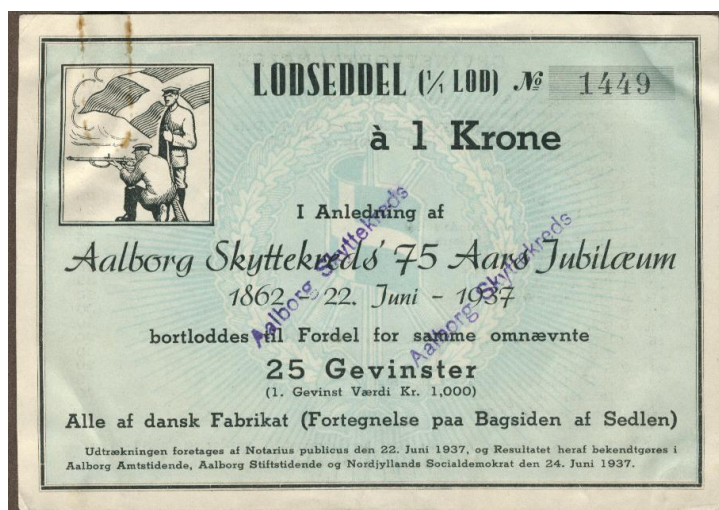 LODSEDDEL (1/1 LOD) № 1449
à 1 Krone
I Anledning af
Aalborg Skyttekreds' 75 Aars Jubilæum
1862 - 22. Juni - 1937
bortloddes til Fordel for samme omnævnte
25 Gevinster
(1. Gevinst Værdi Kr. 1,000)
Alle af dansk Fabrikat (Fortegnelse paa Bagsiden af Sedlen)
Udtrækningen foretages af Notarius publicus den 22. Juni 1937, og Resultatet heraf bekendtgøres i
Aalborg Amtstidende, Aalborg Stiftstidende og Nordjyllands Socialdemokrat den 24. Juni 1937.
Aalborg Skyttekreds
Aalborg Skyttekreds